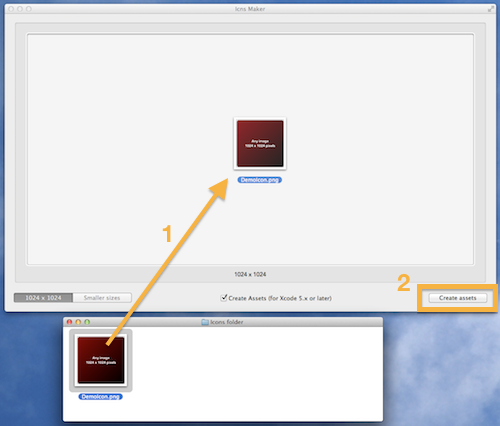 Icns Maker
Any image
1024 x 1024 pixels
DemoIcon.png
1
1024 x 1024
2
1024 x 1024
Smaller sizes
Create Assets (for Xcode 5.x or later)
Create assets
Icons folder
Any image
1024 x 1024 pixels
DemoIcon.png